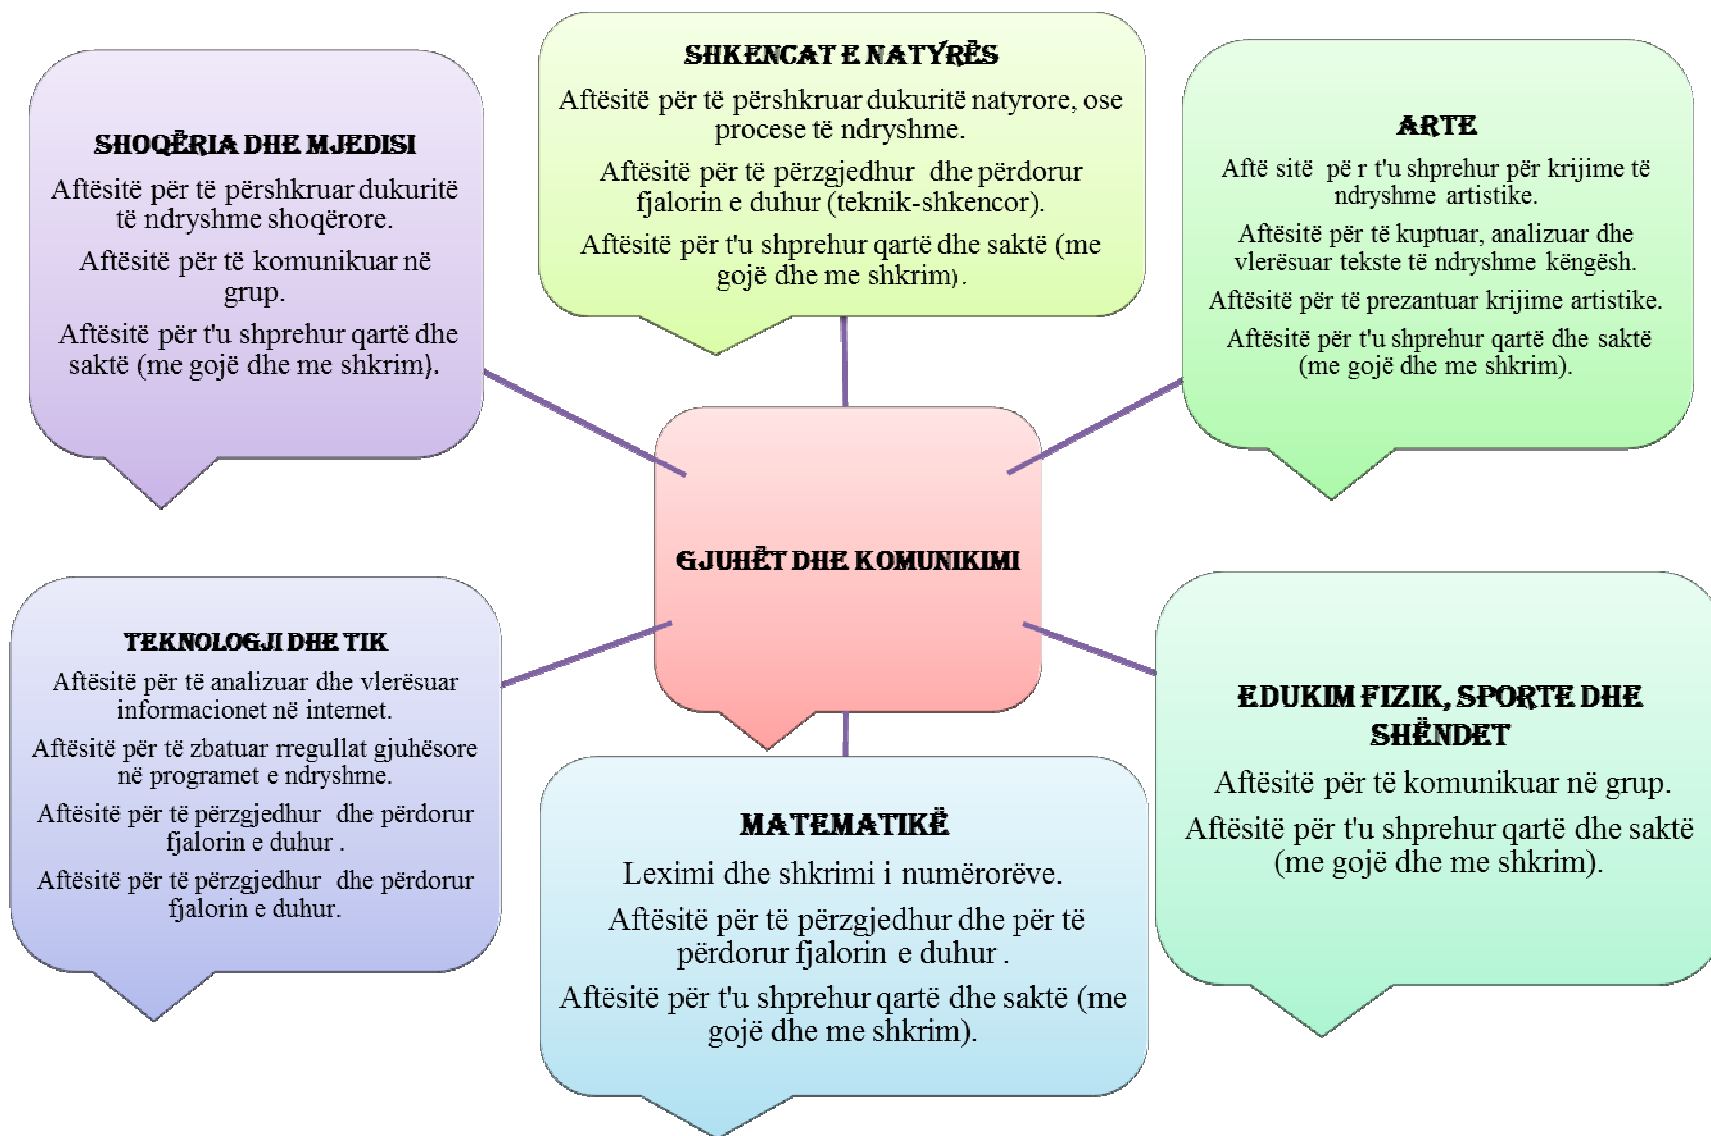 SHOQËRIA DHE MJEDISI
Aftësitë për të përshkruar dukuritë
të ndryshme shoqërore.
Aftësitë për të komunikuar në
grup.
Aftësitë për t'u shprehur qartë dhe
saktë (me gojë dhe me shkrim).
SHKENCAT E NATYRËS
Aftësitë për të përshkruar dukuritë natyrore, ose
procese të ndryshme.
Aftësitë për të përzgjedhur dhe përdorur
fjalorin e duhur (teknik-shkencor).
Aftësitë për t'u shprehur qartë dhe saktë (me
gojë dhe me shkrim).
ARTE
Aftë sitë pë r t'u shprehur për krijime të
ndryshme artistike.
Aftësitë për të kuptuar, analizuar dhe
vlerësuar tekste të ndryshme këngësh.
Aftësitë për të prezantuar krijime artistike.
Aftësitë për t'u shprehur qartë dhe saktë
(me gojë dhe me shkrim).
GJUHËT DHE KOMUNIKIMI
TEKNOLOGJI DHE TIK
Aftësitë për të analizuar dhe vlerësuar
informacionet në internet.
Aftësitë për të zbatuar rregullat gjuhësore
në programet e ndryshme.
Aftësitë për të përzgjedhur dhe përdorur
fjalorin e duhur .
Aftësitë për të përzgjedhur dhe përdorur
fjalorin e duhur.
MATEMATIKË
Leximi dhe shkrimi i numërorëve.
Aftësitë për të përzgjedhur dhe për të
përdorur fjalorin e duhur .
Aftësitë për t'u shprehur qartë dhe saktë (me
gojë dhe me shkrim).
EDUKIM FIZIK, SPORTE DHE
SHËNDET
Aftësitë për të komunikuar në grup.
Aftësitë për t'u shprehur qartë dhe saktë
(me gojë dhe me shkrim).